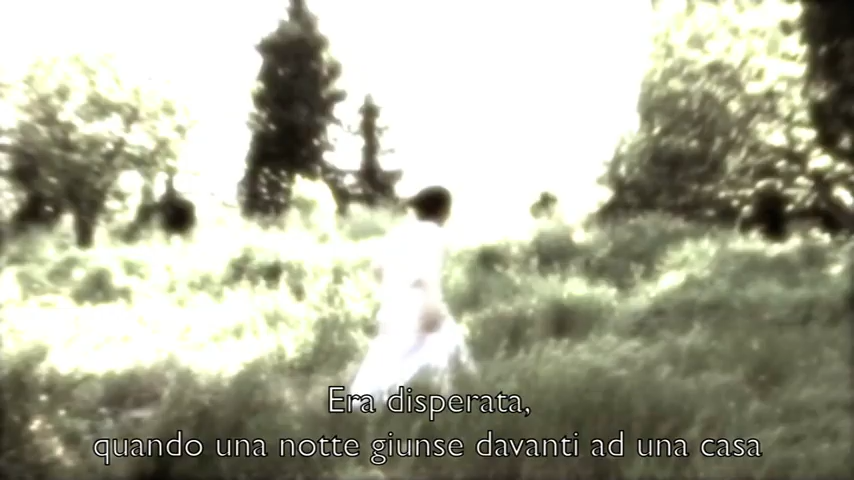 Era disperata,
quando una notte giunse davanti ad una casa